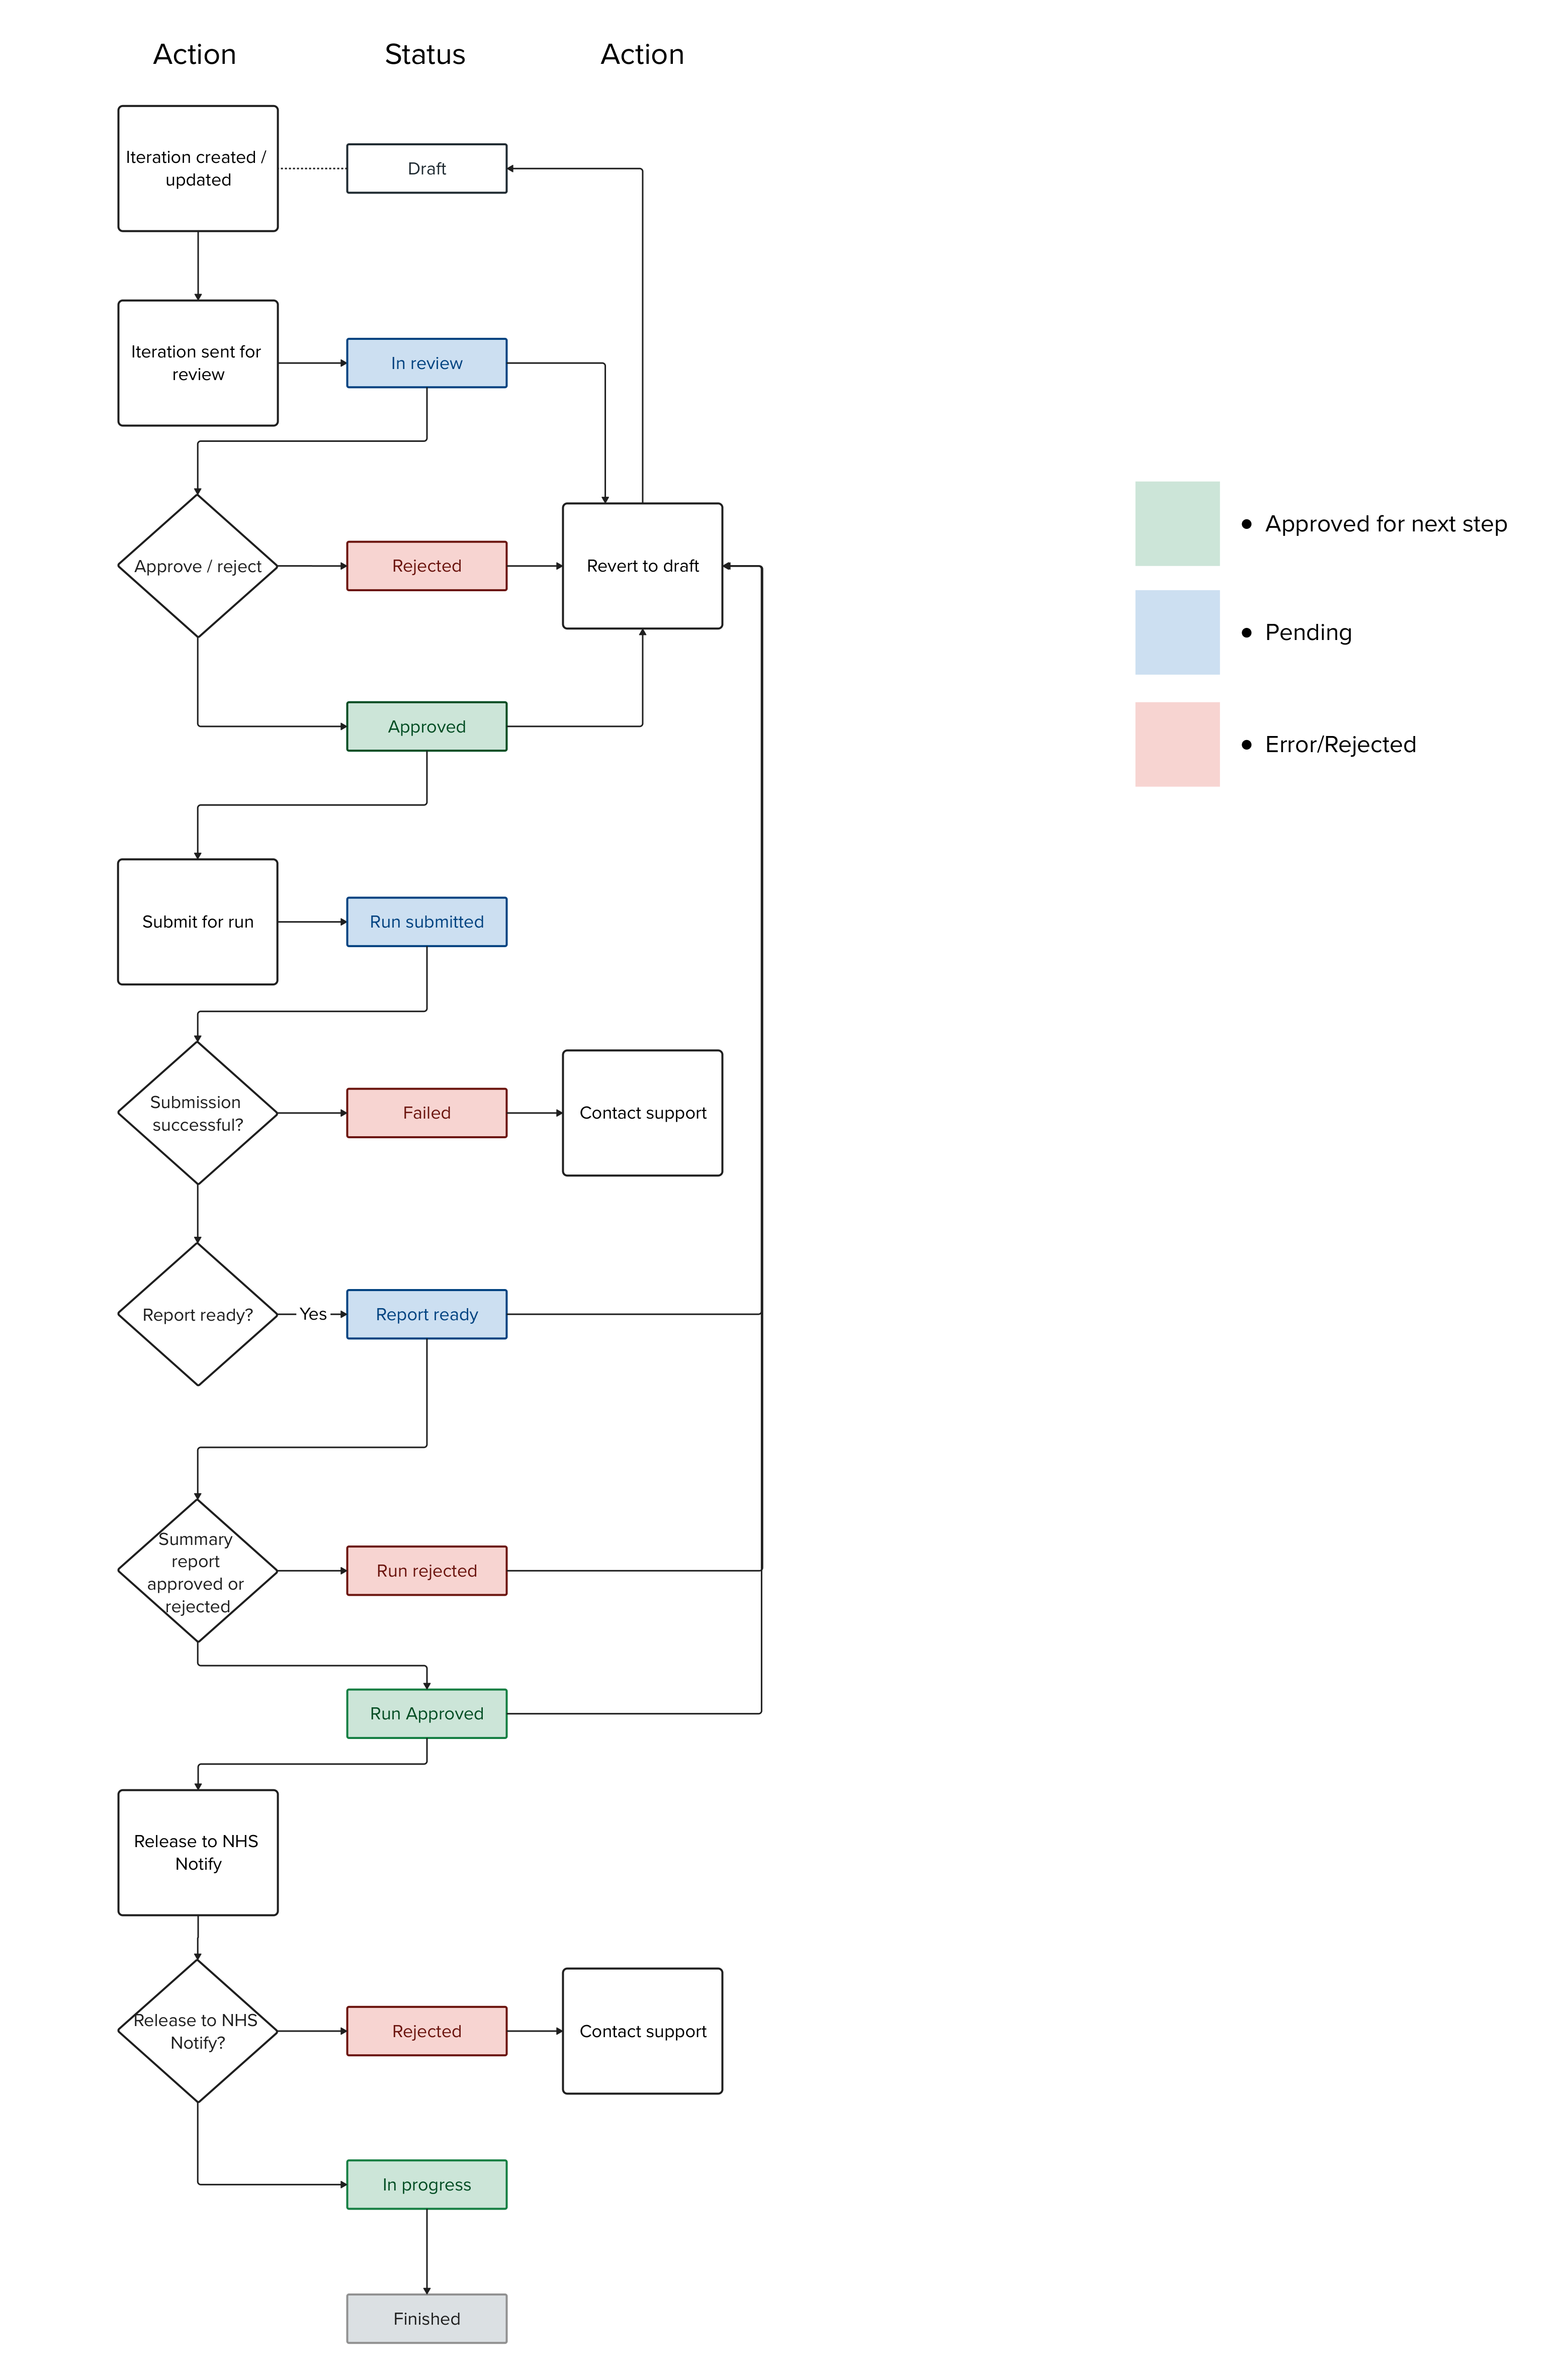 Action
Status
Action
Iteration created /
updated
Draft
Iteration sent for
review
In review
Approve / reject
Rejected
Revert to draft
Approved
Submit for run
Run submitted
Submission
successful?
Failed
Contact support
Report ready?
Yes
Report ready
Summary
report
approved or
rejected
Run rejected
Run Approved
Release to NHS
Notify
Release to NHS
Notify?
Rejected
Contact support
In progress
Finished
• Approved for next step
• Pending
• Error/Rejected